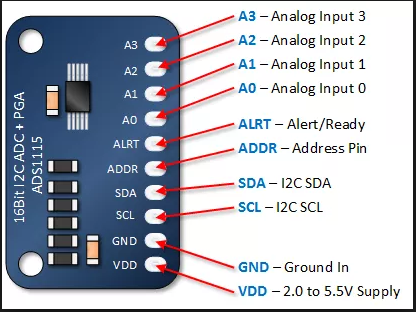 16Bit I2C ADC + PGA
ADS1115
A3
A2
A1
A0
ALRT
ADDR
SDA
SCL
GND
VDD
A3 – Analog Input 3
A2 – Analog Input 2
A1 – Analog Input 1
A0 – Analog Input 0
ALRT – Alert/Ready
ADDR – Address Pin
SDA – I2C SDA
SCL – I2C SCL
GND – Ground In
VDD – 2.0 to 5.5V Supply